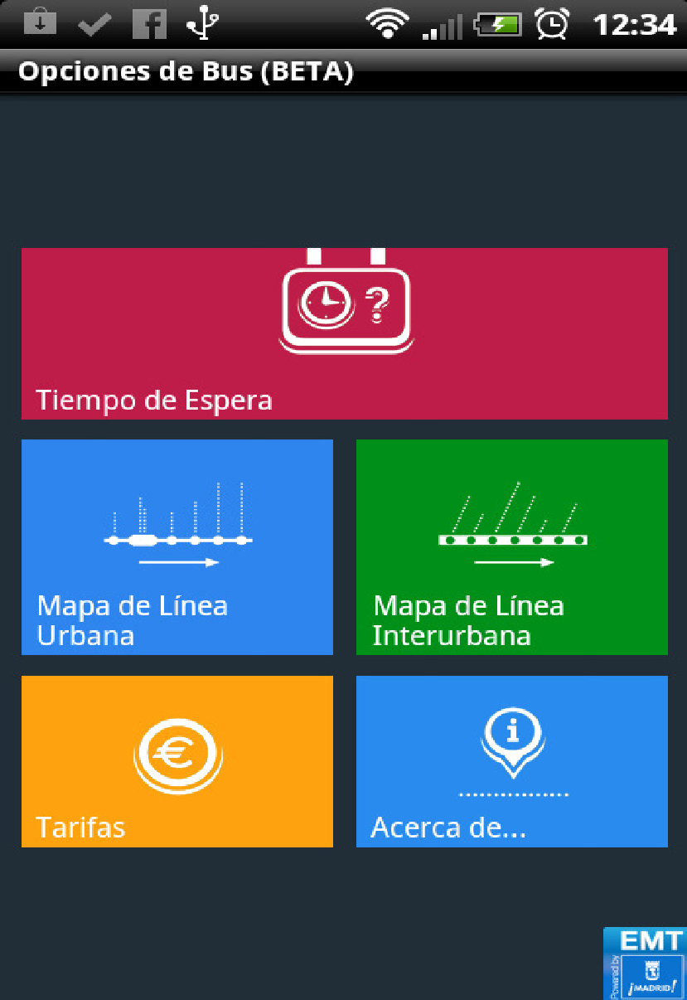 12:34
Opciones de Bus (BETA)
Tiempo de Espera
Mapa de Línea
Urbana
Mapa de Línea
Interurbana
Tarifas
Acerca de...
EMT
Powered by
¡MADRID!